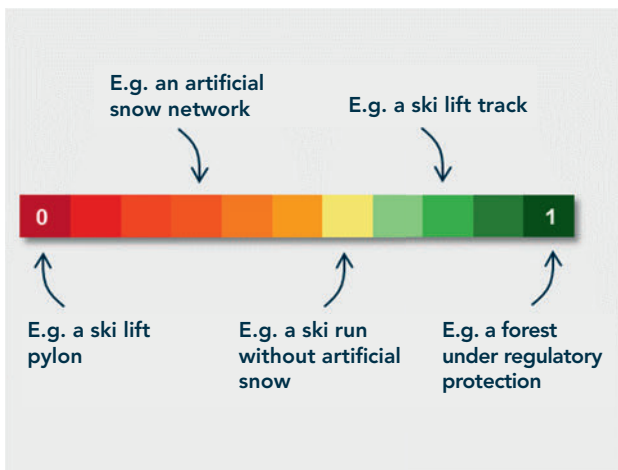 E.g. an artificial
snow network
E.g. a ski lift track
0
1
E.g. a ski lift
pylon
E.g. a ski run
without artificial
snow
E.g. a forest
under regulatory
protection